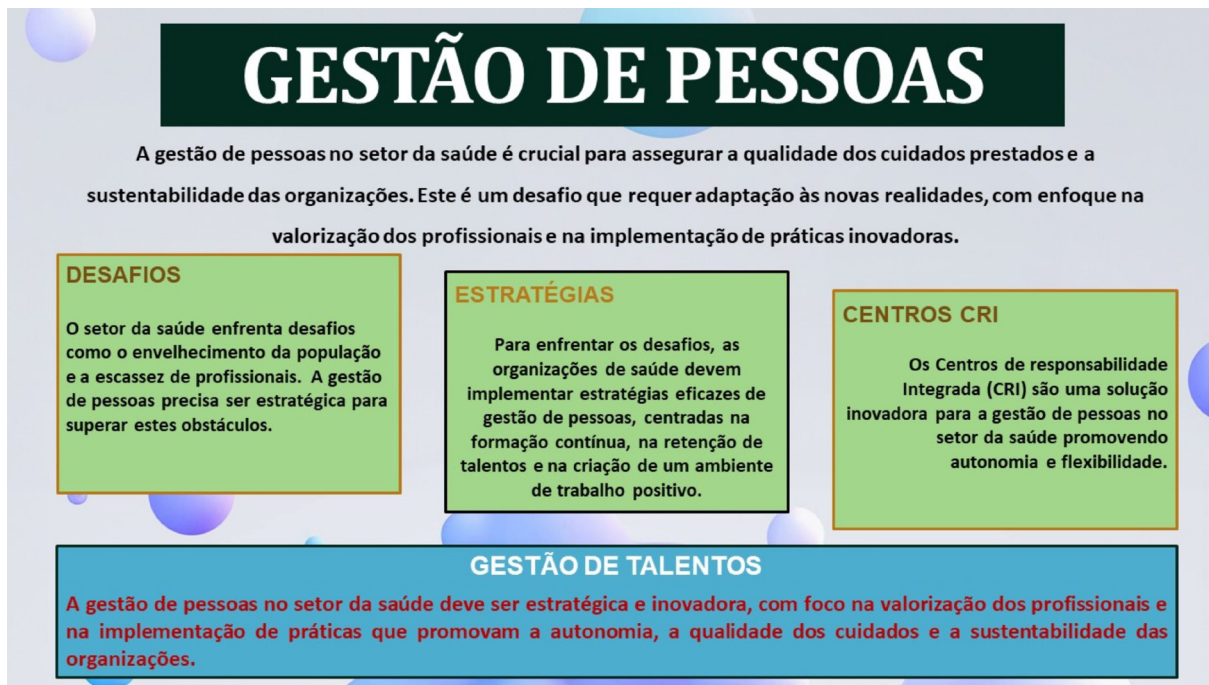 GESTÃO DE PESSOAS
A gestão de pessoas no setor da saúde é crucial para assegurar a qualidade dos cuidados prestados e a
sustentabilidade das organizações. Este é um desafio que requer adaptação às novas realidades, com enfoque na
valorização dos profissionais e na implementação de práticas inovadoras.
DESAFIOS
O setor da saúde enfrenta desafios
como o envelhecimento da população
e a escassez de profissionais. A gestão
de pessoas precisa ser estratégica para
superar estes obstáculos.
ESTRATÉGIAS
Para enfrentar os desafios, as
organizações de saúde devem
implementar estratégias eficazes de
gestão de pessoas, centradas na
formação contínua, na retenção de
talentos e na criação de um ambiente
de trabalho positivo.
CENTROS CRI
Os Centros de responsabilidade
Integrada (CRI) são uma solução
inovadora para a gestão de pessoas no
setor da saúde promovendo
autonomia e flexibilidade.
GESTÃO DE TALENTOS
A gestão de pessoas no setor da saúde deve ser estratégica e inovadora, com foco na valorização dos profissionais e
na implementação de práticas que promovam a autonomia, a qualidade dos cuidados e a sustentabilidade das
organizações.